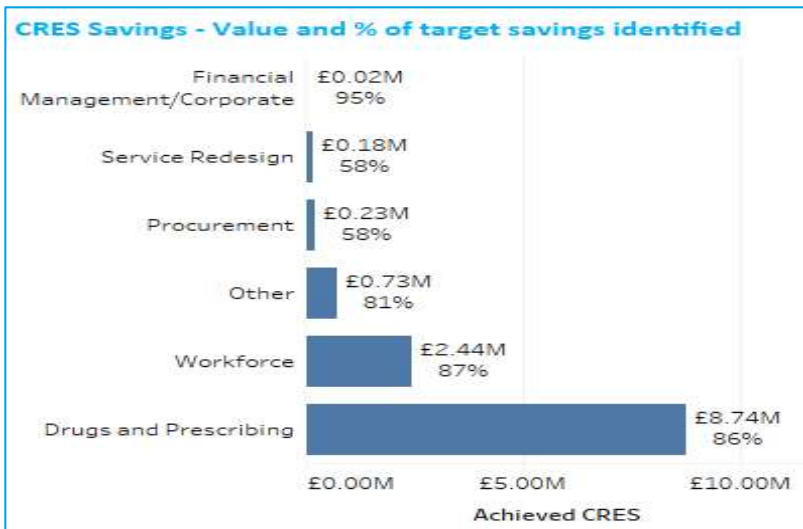 CRES Savings - Value and % of target savings identified
Financial
Management/Corporate
£0.02M
95%
Service Redesign
£0.18M
58%
Procurement
£0.23M
58%
Other
£0.73M
81%
Workforce
£2.44M
87%
Drugs and Prescribing
£8.74M
86%
£0.00M £5.00M £10.00M
Achieved CRES